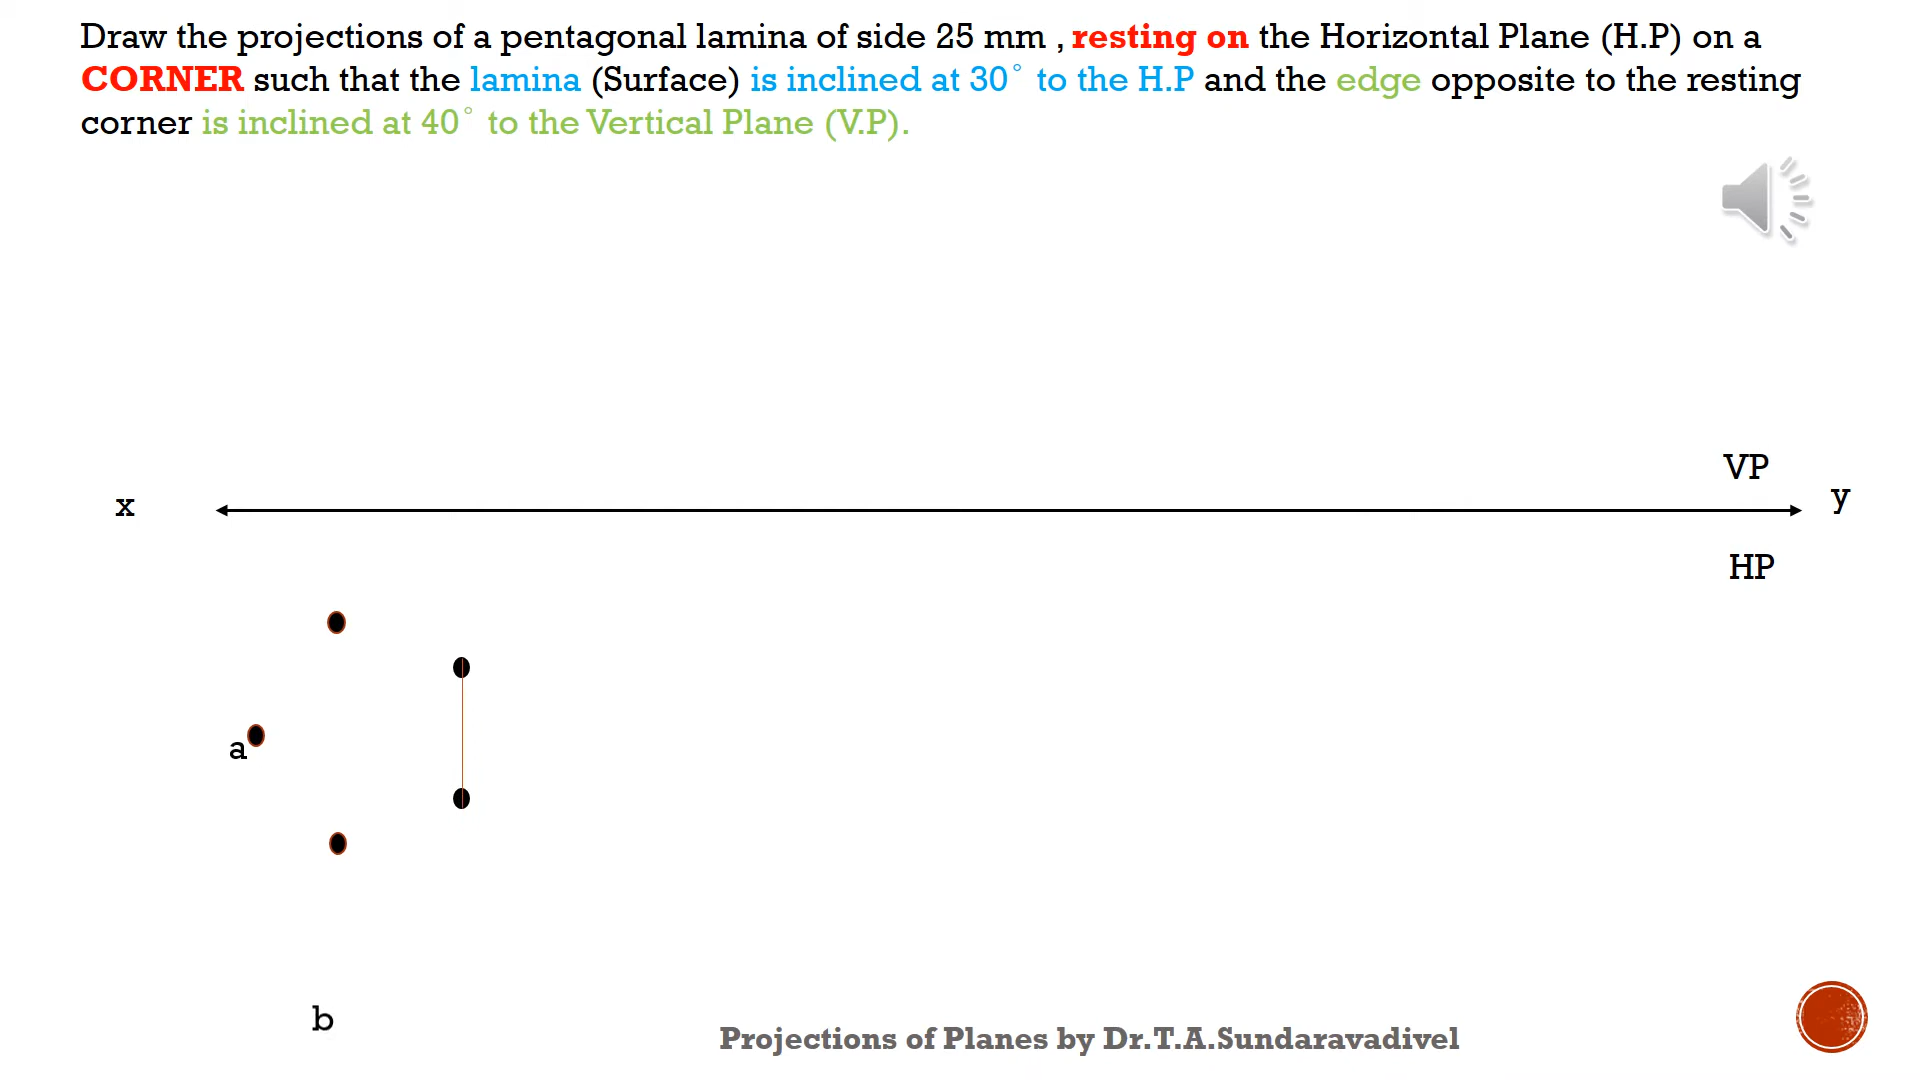 Draw the projections of a pentagonal lamina of side 25 mm , resting on the Horizontal Plane (H.P) on a
CORNER such that the lamina (Surface) is inclined at 30° to the H.P and the edge opposite to the resting
corner is inclined at 40° to the Vertical Plane (V.P).
VP
x
y
HP
a
b
Projections of Planes by Dr.T.A.Sundaravadivel